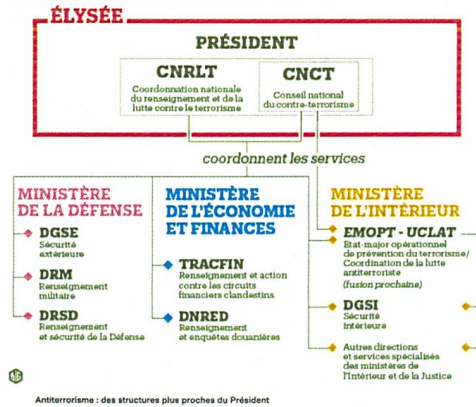 ÉLYSÉE
PRÉSIDENT
CNRLT
Coordonnation nationale
du renseignement et de la
lutte contre le terrorisme
CNCT
Conseil national
du contre-terrorisme
coordonnent les services
MINISTÈRE
DE LA DÉFENSE
DGSE
Sécurité
extérieure
DRM
Renseignement
militaire
DRSD
Renseignement
et sécurité de la Défense
MINISTÈRE
DE L'ÉCONOMIE
ET FINANCES
TRACFIN
Renseignement et action
contre les circuits
financiers clandestins
DNRED
Renseignement
et enquêtes douanières
MINISTÈRE
DE L'INTÉRIEUR
EMOPT - UCLAT
Etat-major opérationnel
de prévention du terrorisme/
Coordination de la lutte
antiterroriste
(fusion prochaine)
DGSI
Sécurité
intérieure
Autres directions
et services spécialisés
des ministères de
l'Intérieur et de la Justice
Antiterrorisme : des structures plus proches du Président